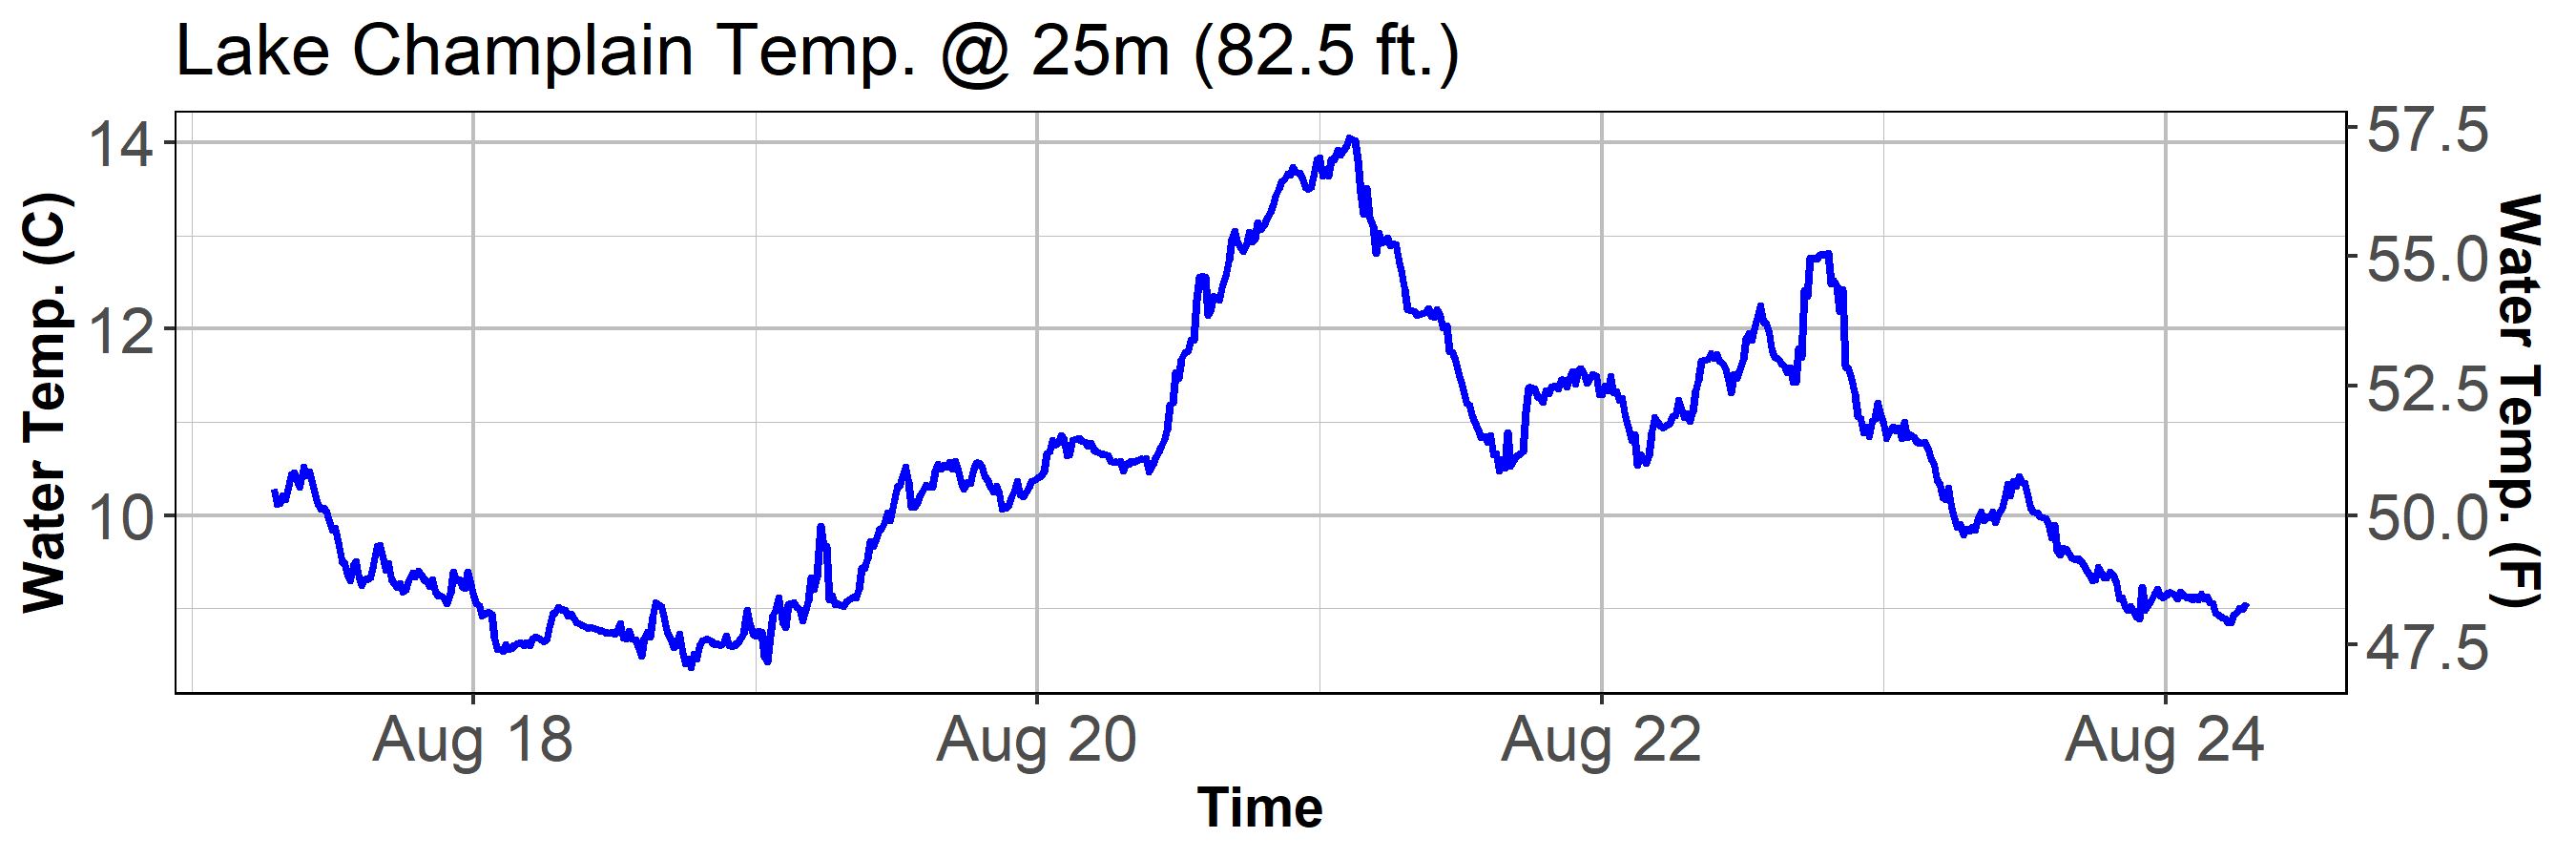 Lake Champlain Temp. @ 25m (82.5 ft.)
14
12
10
Water Temp. (C)
57.5
55.0
52.5
50.0
47.5
Water Temp. (F)
Aug 18 Aug 20 Aug 22 Aug 24
Time